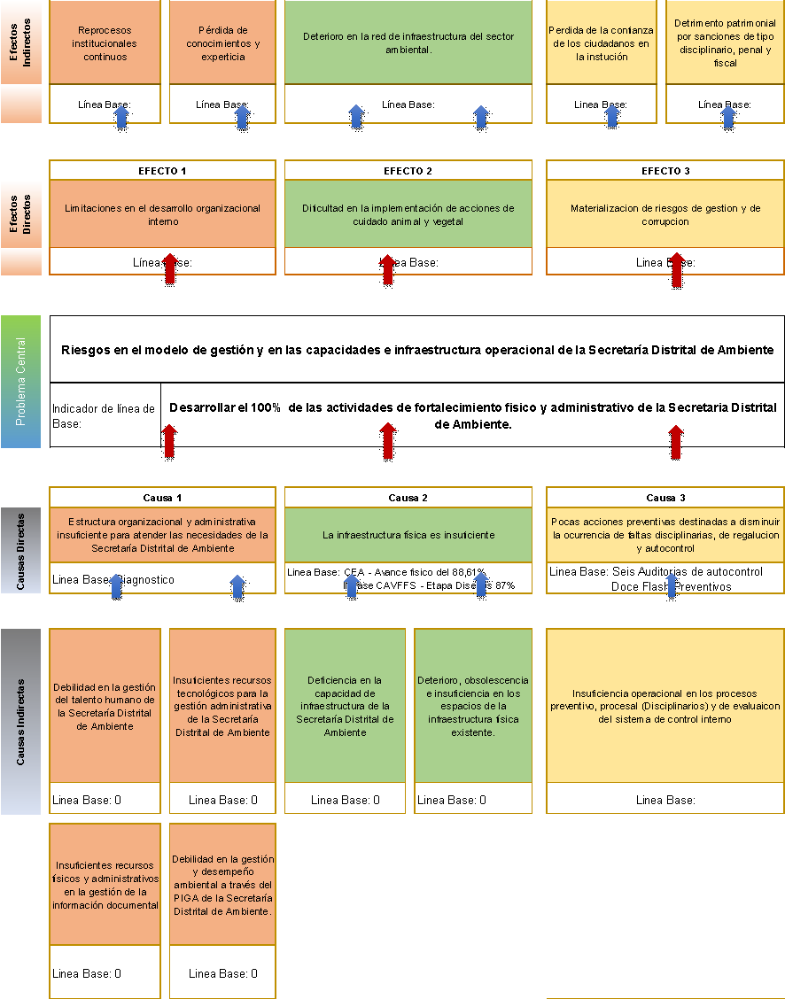 Efectos
Indirectos
Reprocesos
institucionales
continuos
Línea Base:
Pérdida de
conocimientos y
experticia
Línea Base:
Deterioro en la red de infraestructura del sector
ambiental.
Línea Base:
Perdida de la confianza
de los ciudadanos en
la instución
Linea Base:
Detrimento patrimonial
por sanciones de tipo
disciplinario, penal y
fiscal
Línea Base:
Efectos
Directos
EFECTO 1
Limitaciones en el desarrollo organizacional
interno
Línea Base:
EFECTO 2
Dificultad en la implementación de acciones de
cuidado animal y vegetal
Linea Base:
EFECTO 3
Materializacion de riesgos de gestion y de
corrupcion
Linea Base:
Problema Central
Riesgos en el modelo de gestión y en las capacidades e infraestructura operacional de la Secretaría Distrital de Ambiente
Indicador de línea de
Base:
Desarrollar el 100% de las actividades de fortalecimiento fisico y administrativo de la Secretaria Distrital
de Ambiente.
Causas Directas
Causa 1
Estructura organizacional y administrativa
insuficiente para atender las necesidades de la
Secretaría Distrital de Ambiente
Linea Base: Diagnostico
Causa 2
La infraestructura física es insuficiente
Linea Base: CEA - Avance fisico del 88,61%
II Fase CAVFFS - Etapa Diseños 87%
Causa 3
Pocas acciones preventivas destinadas a disminuir
la ocurrencia de faltas disciplinarias, de regalucion
y autocontrol
Linea Base: Seis Auditorias de autocontrol
Doce Flash Preventivos
Causas Indirectas
Debilidad en la gestión
del talento humano de
la Secretaría Distrital
de Ambiente
Linea Base: 0
Insuficientes recursos
tecnológicos para la
gestión administrativa
de la Secretaría
Distrital de Ambiente
Linea Base: 0
Deficiencia en la
capacidad de
infraestructura de la
Secretaría Distrital de
Ambiente
Linea Base: 0
Deterioro, obsolescencia
e insuficiencia en los
espacios de la
infraestructura física
existente.
Linea Base: 0
Insuficiencia operacional en los procesos
preventivo, procesal (Disciplinarios) y de evaluaicon
del sistema de control interno
Linea Base:
Insuficientes recursos
físicos y administrativos
en la gestión de la
información documental
Linea Base: 0
Debilidad en la gestión
y desempeño
ambiental a través del
PIGA de la Secretaría
Distrital de Ambiente.
Linea Base: 0